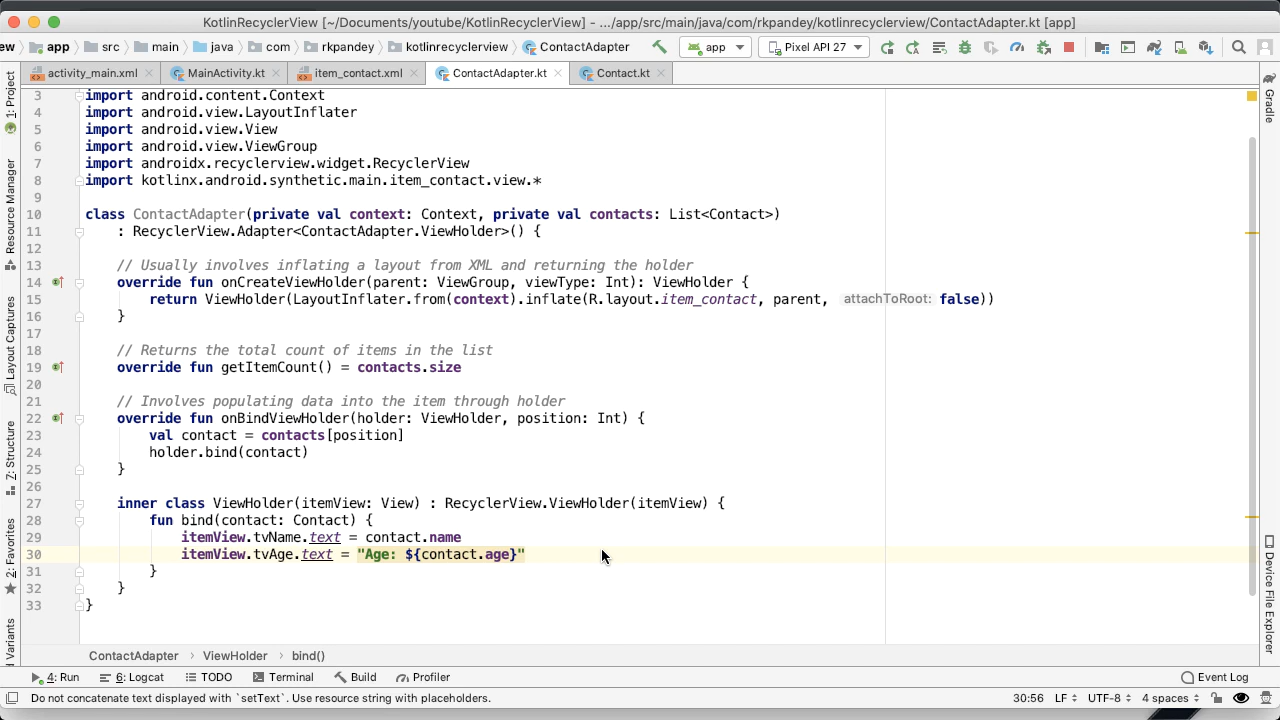 KotlinRecyclerView [~/Documents/youtube/KotlinRecyclerView] - .../app/src/main/java/com/rkpandey/kotlinrecyclerview/ContactAdapter.kt [app]
ew app src main java com rkpandey kotlinrecyclerview ContactAdapter app Pixel API 27
activity_main.xml MainActivity.kt item_contact.xml ContactAdapter.kt Contact.kt
1: Project
Resource Manager
Layout Captures
Z: Structure
2: Favorites
Variants
3 import android.content.Context
4 import android.view.LayoutInflater
5 import android.view.View
6 import android.view.ViewGroup
7 import androidx.recyclerview.widget.RecyclerView
8 import kotlinx.android.synthetic.main.item_contact.view.*
9
10 class ContactAdapter(private val context: Context, private val contacts: List<Contact>)
11 : RecyclerView.Adapter<ContactAdapter.ViewHolder>() {
12
13 // Usually involves inflating a layout from XML and returning the holder
14 override fun onCreateViewHolder(parent: ViewGroup, viewType: Int): ViewHolder {
15 return ViewHolder(LayoutInflater.from(context).inflate(R.layout.item_contact, parent, attachToRoot: false))
16 }
17
18 // Returns the total count of items in the list
19 override fun getItemCount() = contacts.size
20
21 // Involves populating data into the item through holder
22 override fun onBindViewHolder(holder: ViewHolder, position: Int) {
23 val contact = contacts[position]
24 holder.bind(contact)
25 }
26
27 inner class ViewHolder(itemView: View) : RecyclerView.ViewHolder(itemView) {
28 fun bind(contact: Contact) {
29 itemView.tvName.text = contact.name
30 itemView.tvAge.text = "Age: ${contact.age}"
31 }
32 }
33 }
Gradle
Device File Explorer
ContactAdapter › ViewHolder › bind()
4: Run 6: Logcat TODO Terminal Build Profiler Event Log
Do not concatenate text displayed with `setText`. Use resource string with placeholders. 30:56 LF UTF-8 4 spaces